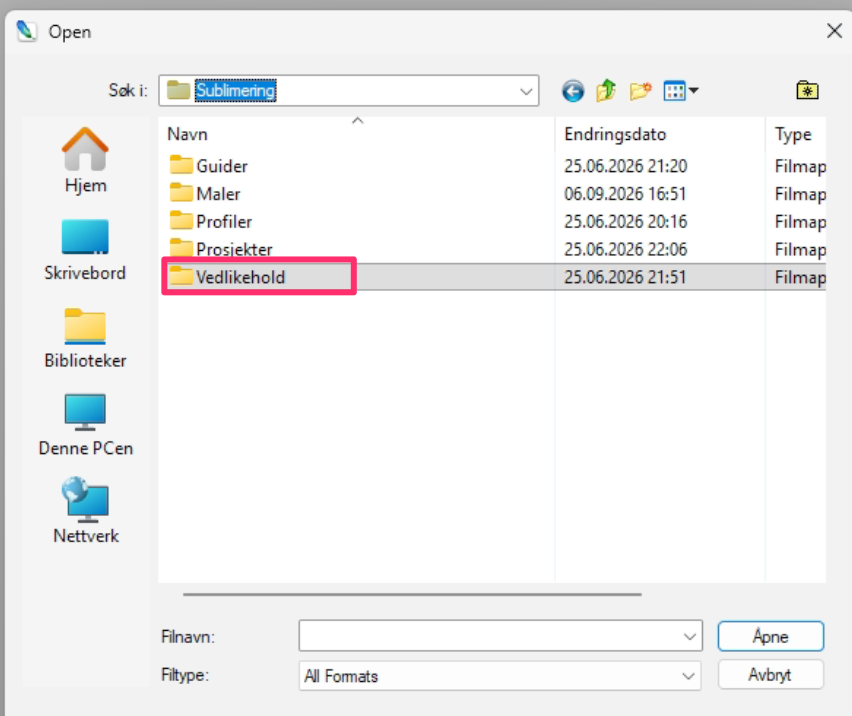 Open
Søk i: Sublimering
Navn Endringsdato Type
Guider 25.06.2026 21:20 Filmap
Maler 06.09.2026 16:51 Filmap
Profiler 25.06.2026 20:16 Filmap
Prosjekter 25.06.2026 22:06 Filmap
Vedlikehold 25.06.2026 21:51 Filmap
Hjem
Skrivebord
Biblioteker
Denne PCen
Nettverk
Filnavn: Åpne
Filtype: All Formats Avbryt